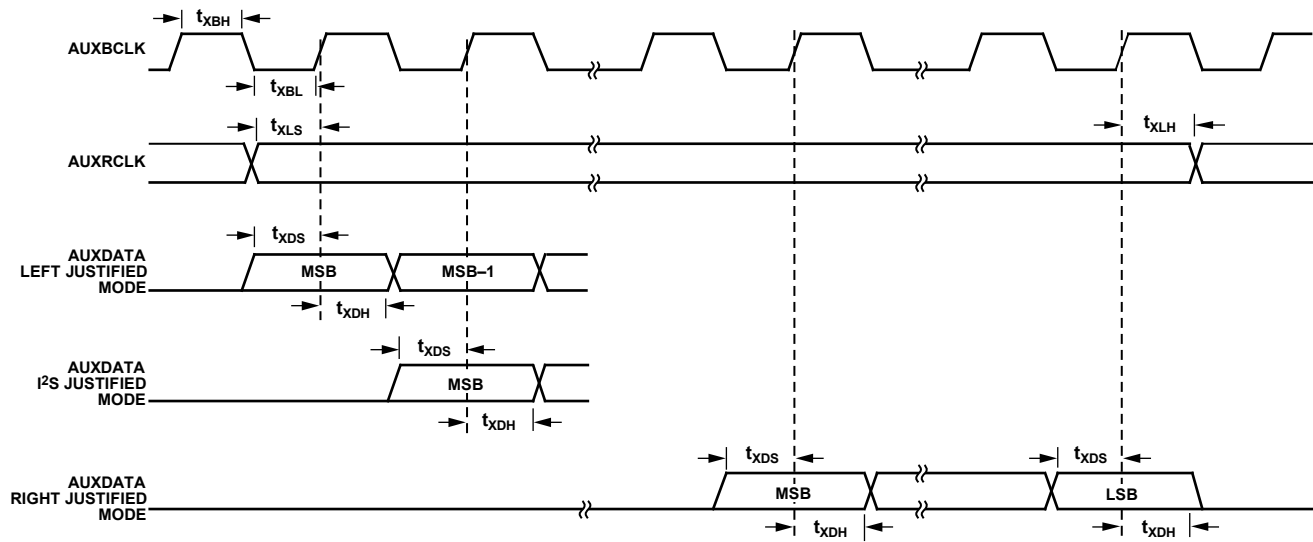 tXBH
AUXBCLK
tXBL
tXLS
tXLH
AUXRCLK
tXDS
AUXDATA
LEFT JUSTIFIED
MODE
MSB
MSB–1
tXDH
tXDS
AUXDATA
I2S JUSTIFIED
MODE
MSB
tXDH
tXDS
tXDS
AUXDATA
RIGHT JUSTIFIED
MODE
MSB
LSB
tXDH
tXDH